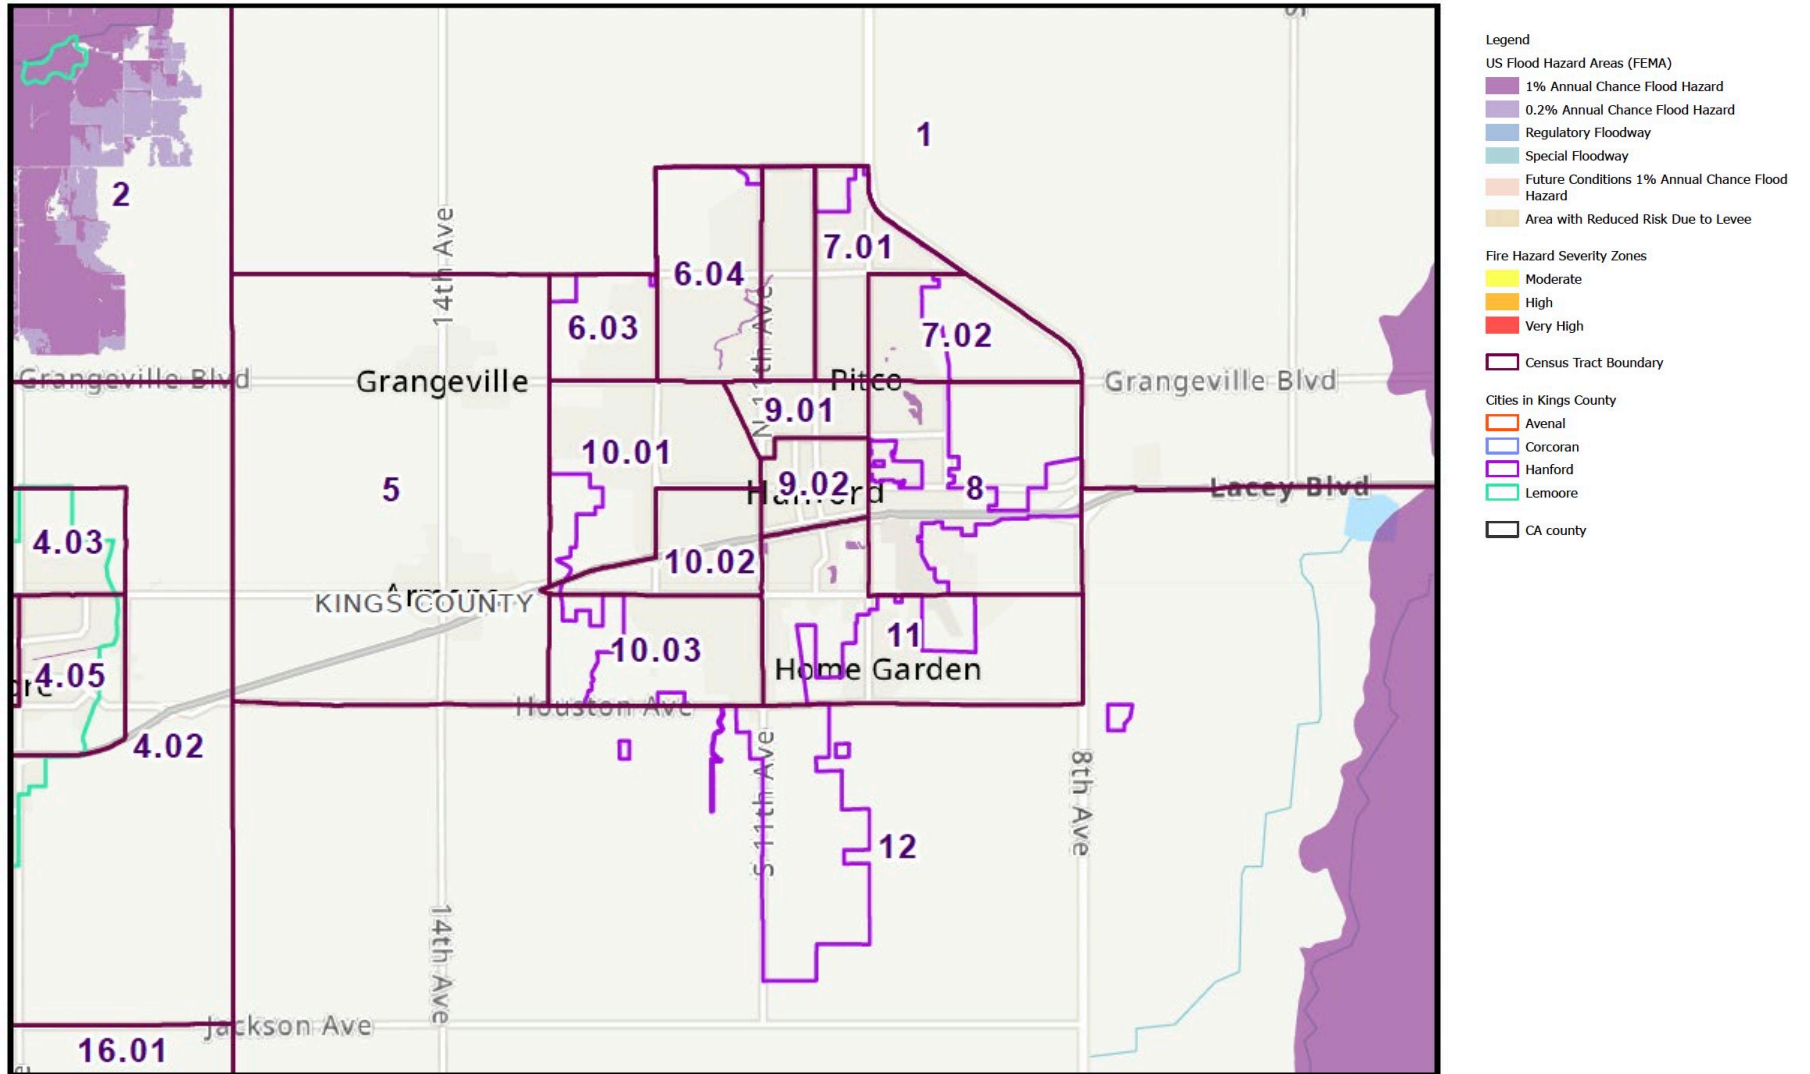 1
2
14th Ave
7.01
6.04
6.03
N 11th Ave
7.02
Grangeville Blvd
Grangeville
Pitco
Grangeville Blvd
9.01
10.01
5
9.02
Hanford
8
Lacey Blvd
4.03
10.02
KINGS COUNTY
4.05
10.03
11
Home Garden
Houston Ave
4.02
S 11th Ave
8th Ave
12
14th Ave
Jackson Ave
16.01
Legend
US Flood Hazard Areas (FEMA)
1% Annual Chance Flood Hazard
0.2% Annual Chance Flood Hazard
Regulatory Floodway
Special Floodway
Future Conditions 1% Annual Chance Flood
Hazard
Area with Reduced Risk Due to Levee
Fire Hazard Severity Zones
Moderate
High
Very High
Census Tract Boundary
Cities in Kings County
Avenal
Corcoran
Hanford
Lemoore
CA county